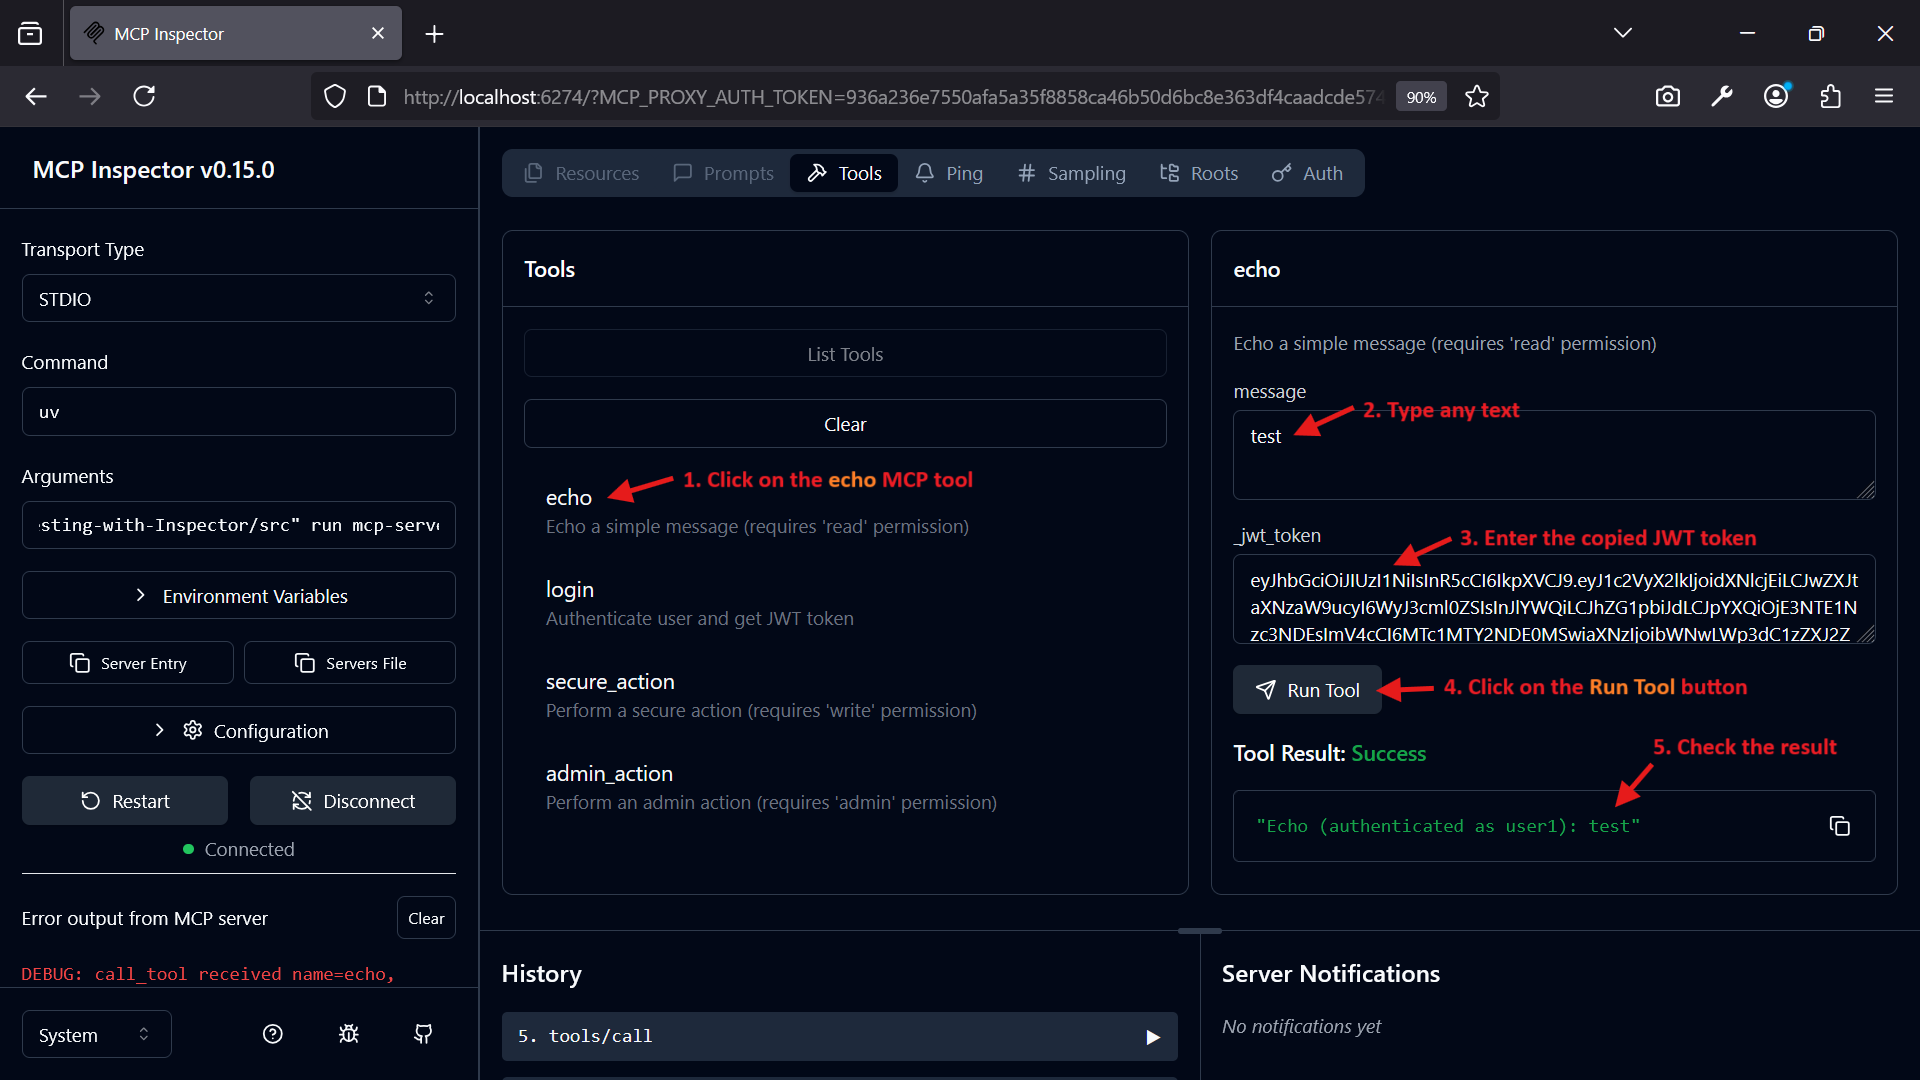 MCP Inspector
http://localhost:6274/?MCP_PROXY_AUTH_TOKEN=936a236e7550afa5a35f8858ca46b50d6bc8e363df4caadcde574
90%
MCP Inspector v0.15.0
Transport Type
STDIO
Command
uv
Arguments
sting-with-Inspector/src" run mcp-serve
Environment Variables
Server Entry
Servers File
Configuration
Restart
Disconnect
Connected
Error output from MCP server
Clear
DEBUG: call_tool received name=echo,
System
Resources
Prompts
Tools
Ping
Sampling
Roots
Auth
Tools
List Tools
Clear
echo
1. Click on the echo MCP tool
Echo a simple message (requires 'read' permission)
login
Authenticate user and get JWT token
secure_action
Perform a secure action (requires 'write' permission)
admin_action
Perform an admin action (requires 'admin' permission)
echo
Echo a simple message (requires 'read' permission)
message
2. Type any text
test
_jwt_token
3. Enter the copied JWT token
eyJhbGciOiJIUzI1NiIsInR5cCI6IkpXVCJ9.eyJ1c2VyX2lkIjoidXNlcjEiLCJwZXJt
aXNzaW9ucyI6WyJ3cml0ZSIsInJlYWQiLCJhZG1pbiJdLCJpYXQiOjE3NTE1N
zc3NDEsImV4cCI6MTc1MTY2NDE0MSwiaXNzIjoibWNwLWp3dC1zZXJ2Z
Run Tool
4. Click on the Run Tool button
Tool Result: Success
5. Check the result
"Echo (authenticated as user1): test"
History
5. tools/call
Server Notifications
No notifications yet